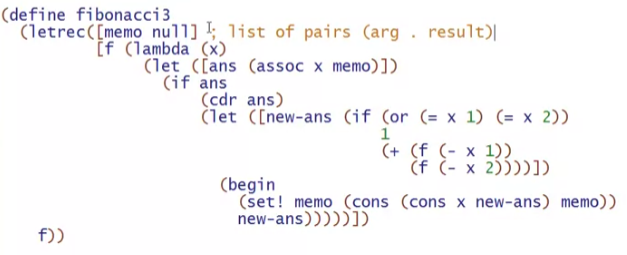 (define fibonacci3
  (letrec([memo null] ; list of pairs (arg . result)
          [f (lambda (x)
               (let ([ans (assoc x memo)])
                 (if ans
                     (cdr ans)
                     (let ([new-ans (if (or (= x 1) (= x 2))
                                        1
                                        (+ (f (- x 1))
                                           (f (- x 2))))])
                       (begin
                         (set! memo (cons (cons x new-ans) memo))
                         new-ans)))))])
    f))